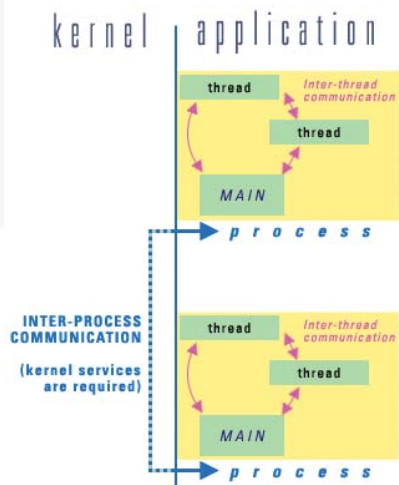 kernel application
thread
Inter-thread
communication
thread
MAIN
process
INTER-PROCESS
COMMUNICATION
(kernel services
are required)
thread
Inter-thread
communication
thread
MAIN
process